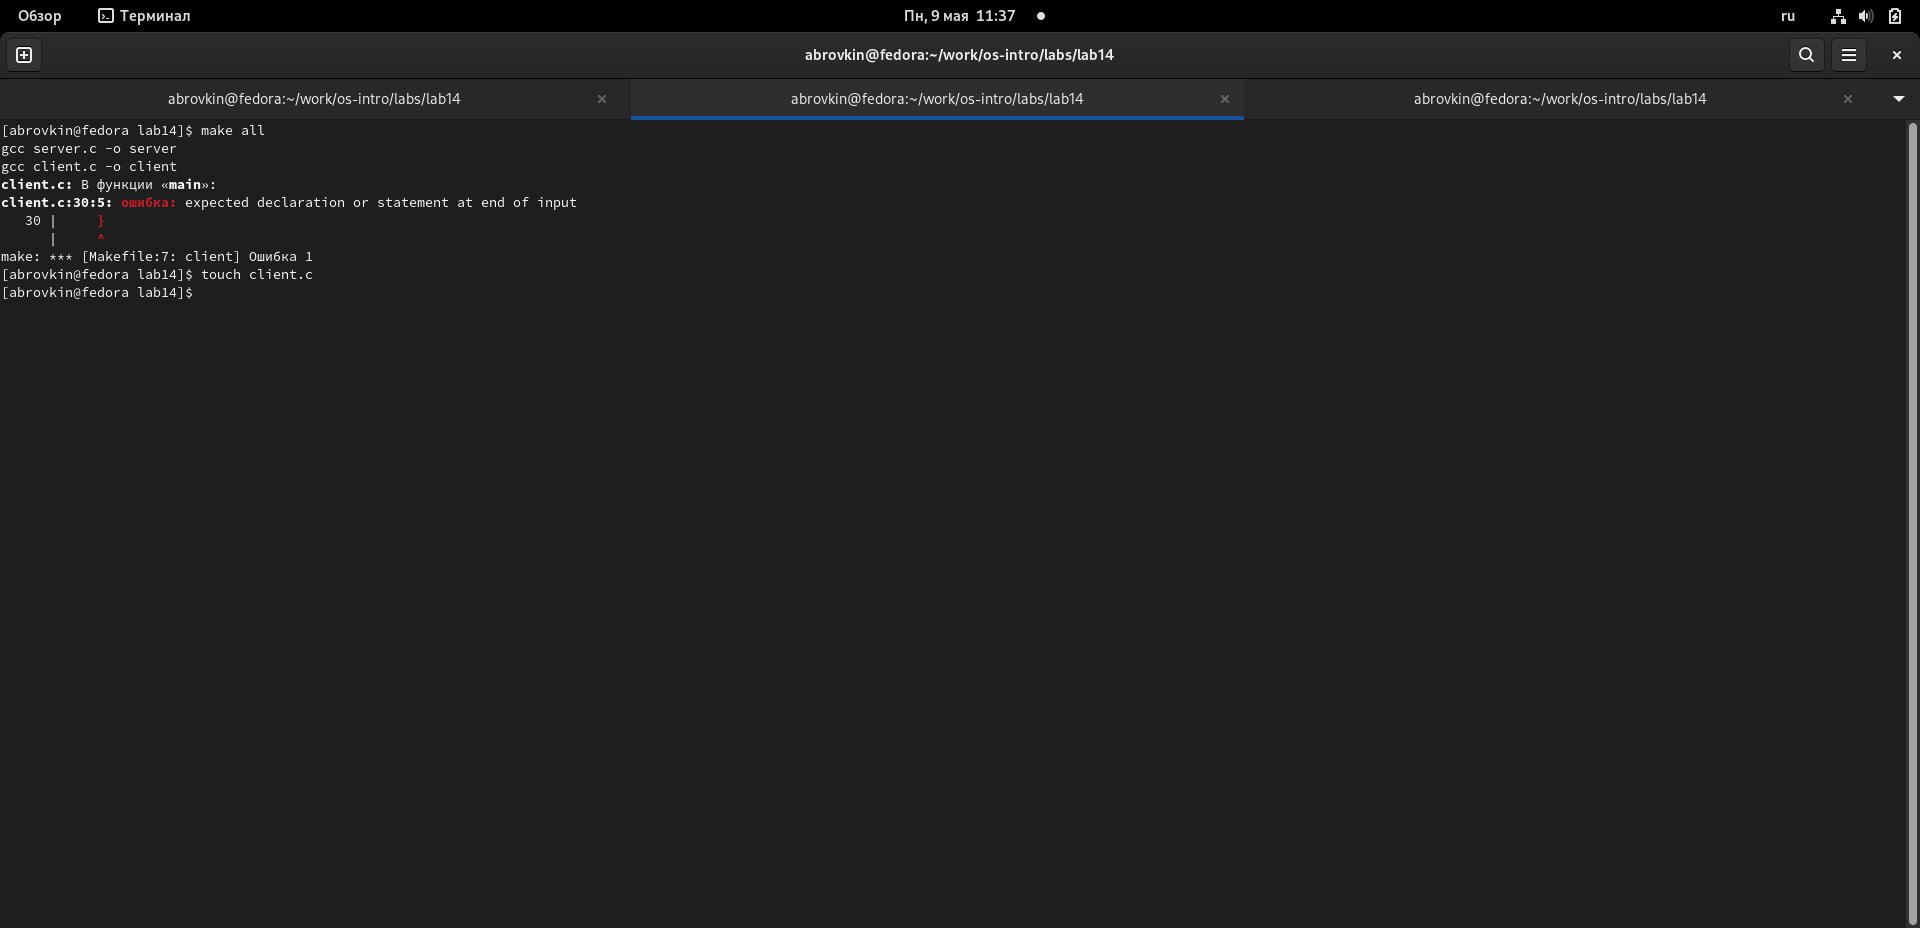 Обзор Терминал Пн, 9 мая 11:37 ru
abrovkin@fedora:~/work/os-intro/labs/lab14
abrovkin@fedora:~/work/os-intro/labs/lab14 abrovkin@fedora:~/work/os-intro/labs/lab14 abrovkin@fedora:~/work/os-intro/labs/lab14
[abrovkin@fedora lab14]$ make all
gcc server.c -o server
gcc client.c -o client
client.c: В функции «main»:
client.c:30:5: ошибка: expected declaration or statement at end of input
   30 |     }
      |     ^
make: *** [Makefile:7: client] Ошибка 1
[abrovkin@fedora lab14]$ touch client.c
[abrovkin@fedora lab14]$